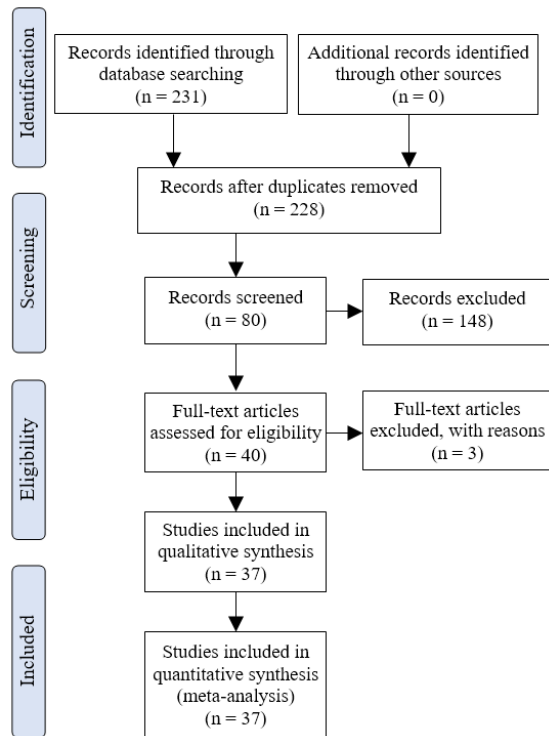 Identification
Records identified through
database searching
(n = 231)
Additional records identified
through other sources
(n = 0)
Records after duplicates removed
(n = 228)
Screening
Records screened
(n = 80)
Records excluded
(n = 148)
Eligibility
Full-text articles
assessed for eligibility
(n = 40)
Full-text articles
excluded, with reasons
(n = 3)
Studies included in
qualitative synthesis
(n = 37)
Included
Studies included in
quantitative synthesis
(meta-analysis)
(n = 37)